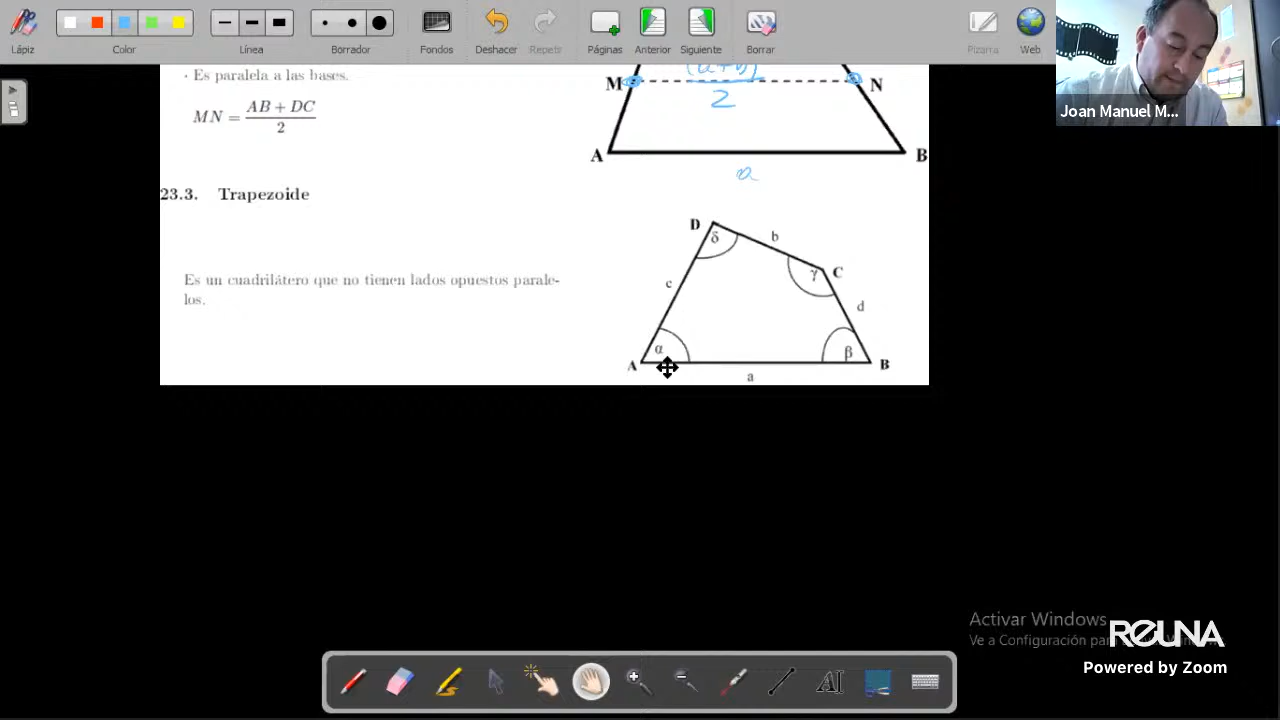 Lápiz
Color
Línea
Borrador
Fondos
Deshacer
Repetir
Páginas
Anterior
Siguiente
Borrar
Pizarra
Web
Joan Manuel M...
· Es paralela a las bases.
MN = AB + DC / 2
(a+b)
2
M
N
A
B
a
23.3. Trapezoide
Es un cuadrilátero que no tienen lados opuestos parale-
los.
D
δ
b
γ
C
c
d
α
β
A
B
a
Activar Windows
Ve a Configuración par
REUNA
Powered by Zoom
AI